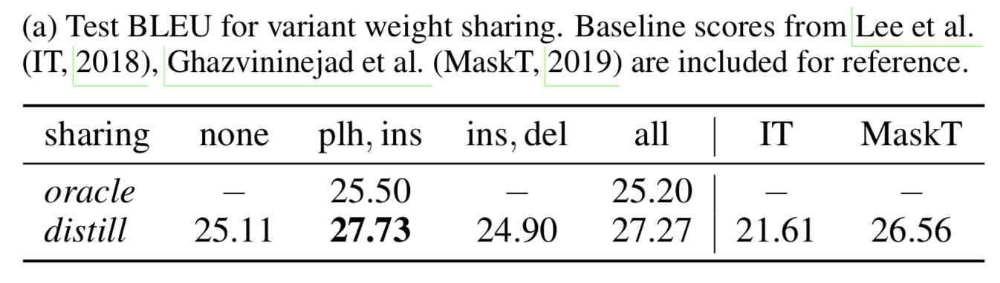 (a) Test BLEU for variant weight sharing. Baseline scores from Lee et al.
(IT, 2018), Ghazvininejad et al. (MaskT, 2019) are included for reference.
sharing none plh, ins ins, del all IT MaskT
oracle – 25.50 – 25.20 – –
distill 25.11 27.73 24.90 27.27 21.61 26.56